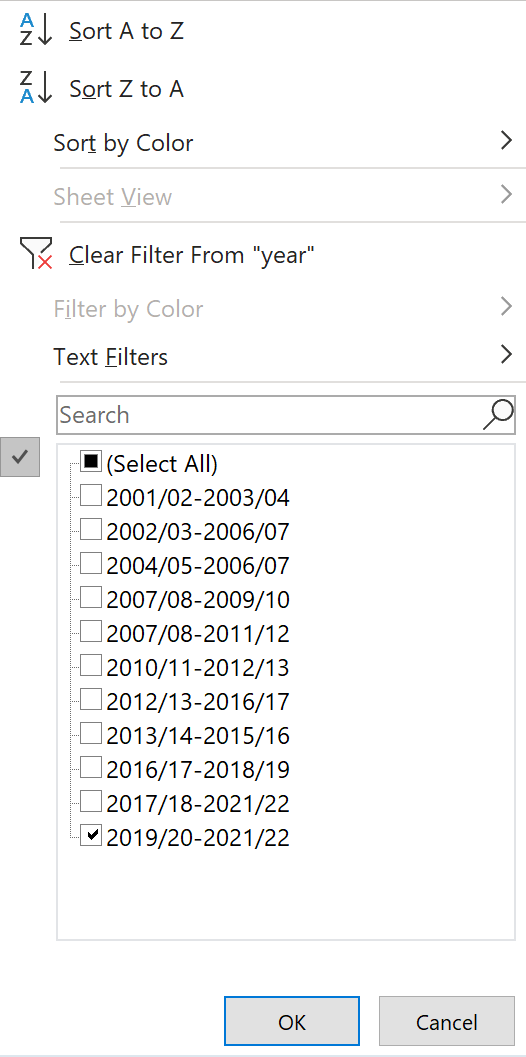 Sort A to Z
Sort Z to A
Sort by Color
Sheet View
Clear Filter From "year"
Filter by Color
Text Filters
Search
(Select All)
2001/02-2003/04
2002/03-2006/07
2004/05-2006/07
2007/08-2009/10
2007/08-2011/12
2010/11-2012/13
2012/13-2016/17
2013/14-2015/16
2016/17-2018/19
2017/18-2021/22
2019/20-2021/22
OK Cancel